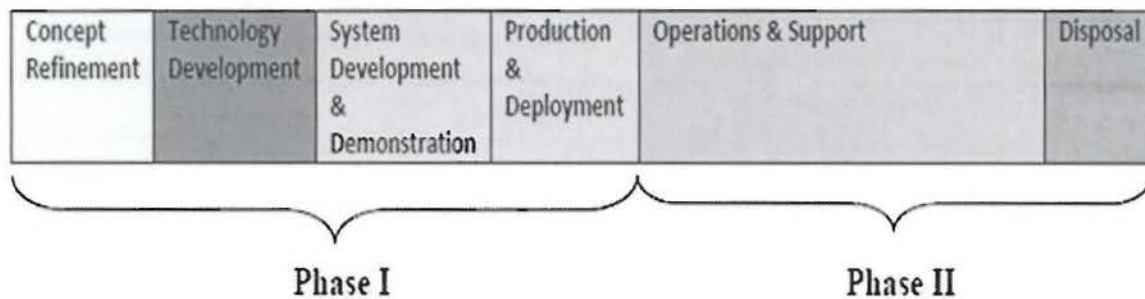 Concept
Refinement
Technology
Development
System
Development
&
Demonstration
Production
&
Deployment
Operations & Support
Disposal
Phase I
Phase II